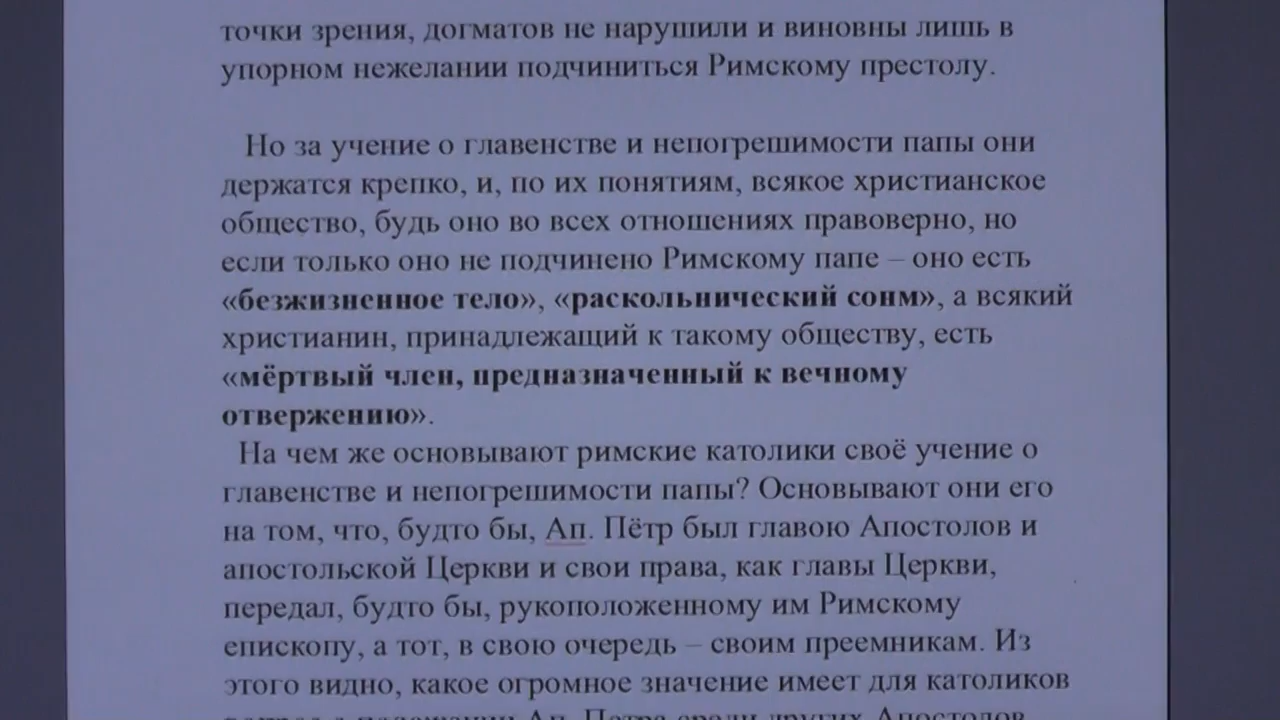 точки зрения, догматов не нарушили и виновны лишь в
упорном нежелании подчиниться Римскому престолу.
Но за учение о главенстве и непогрешимости папы они
держатся крепко, и, по их понятиям, всякое христианское
общество, будь оно во всех отношениях правоверно, но
если только оно не подчинено Римскому папе – оно есть
«безжизненное тело», «раскольнический сонм», а всякий
христианин, принадлежащий к такому обществу, есть
«мёртвый член, предназначенный к вечному
отвержению».
На чем же основывают римские католики своё учение о
главенстве и непогрешимости папы? Основывают они его
на том, что, будто бы, Ап. Пётр был главою Апостолов и
апостольской Церкви и свои права, как главы Церкви,
передал, будто бы, рукоположенному им Римскому
епископу, а тот, в свою очередь – своим преемникам. Из
этого видно, какое огромное значение имеет для католиков
Ап. Петра среди других Апостолов